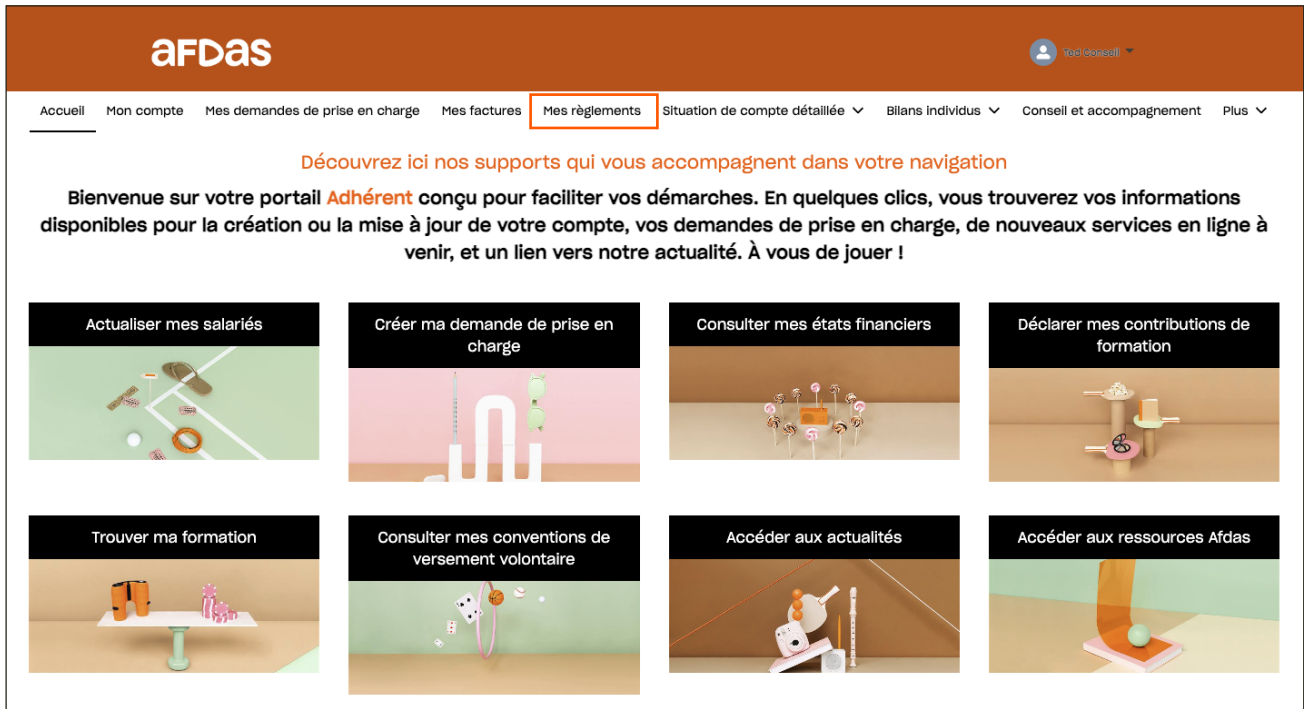 aFDas
Ted Conseil
Accueil Mon compte Mes demandes de prise en charge Mes factures Mes règlements Situation de compte détaillée Bilans individus Conseil et accompagnement Plus
Découvrez ici nos supports qui vous accompagnent dans votre navigation
Bienvenue sur votre portail Adhérent conçu pour faciliter vos démarches. En quelques clics, vous trouverez vos informations
disponibles pour la création ou la mise à jour de votre compte, vos demandes de prise en charge, de nouveaux services en ligne à
venir, et un lien vers notre actualité. À vous de jouer !
Actualiser mes salariés
Créer ma demande de prise en
charge
Consulter mes états financiers
Déclarer mes contributions de
formation
Trouver ma formation
Consulter mes conventions de
versement volontaire
Accéder aux actualités
Accéder aux ressources Afdas